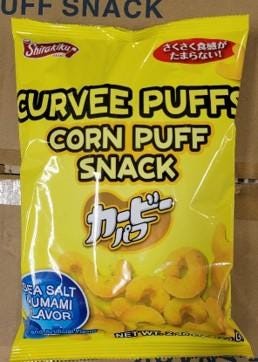 UFF SNACK
Shirakiku
さくさく食感が
たまらない!
CURVEE PUFFS
CORN PUFF
SNACK
カービー
パフ
SEA SALT
UMAMI
FLAVOR
NET WT.